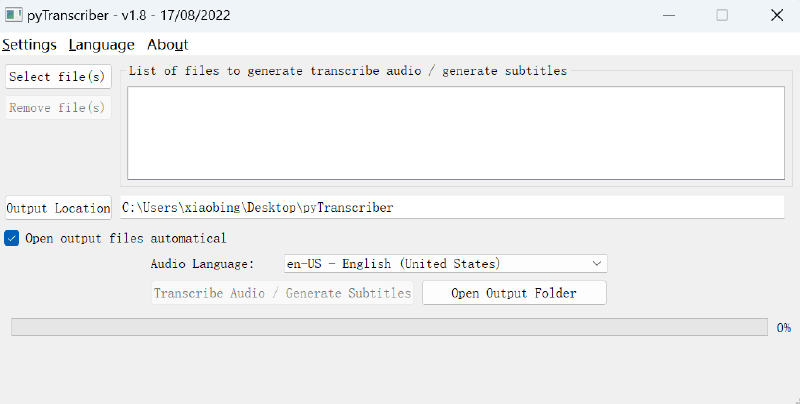 pyTranscriber - v1.8 - 17/08/2022
Settings Language About
Select file(s)
List of files to generate transcribe audio / generate subtitles
Remove file(s)
Output Location C:\Users\xiaobing\Desktop\pyTranscriber
Open output files automatical
Audio Language: en-US - English (United States)
Transcribe Audio / Generate Subtitles Open Output Folder
0%